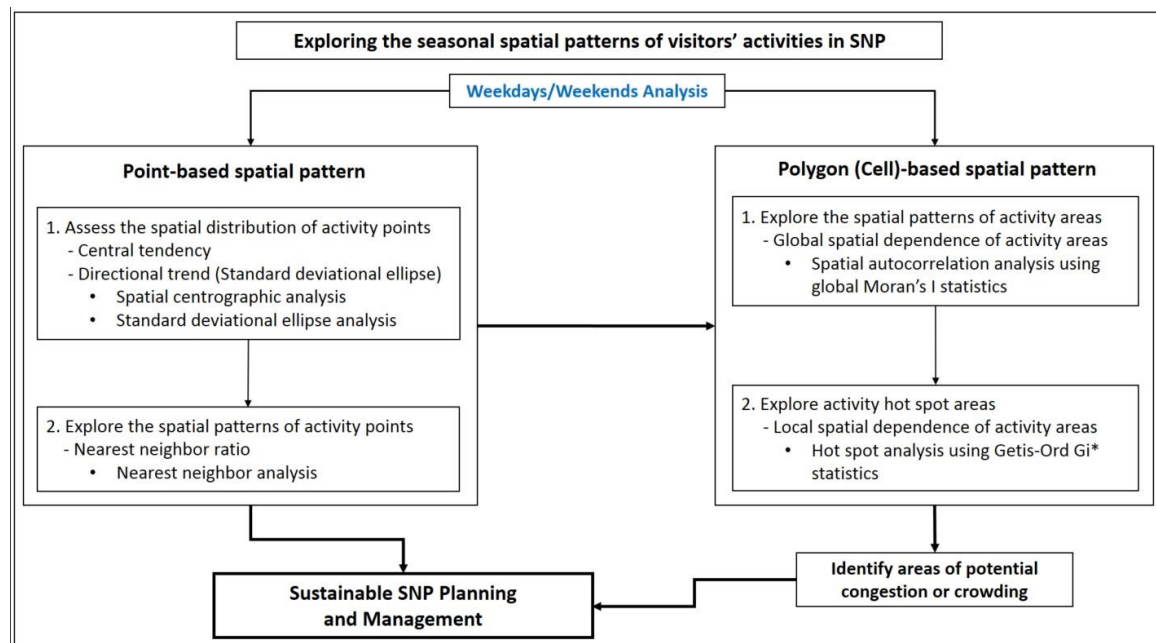 Exploring the seasonal spatial patterns of visitors’ activities in SNP
Weekdays/Weekends Analysis
Point-based spatial pattern
1. Assess the spatial distribution of activity points
- Central tendency
- Directional trend (Standard deviational ellipse)
• Spatial centrographic analysis
• Standard deviational ellipse analysis
2. Explore the spatial patterns of activity points
- Nearest neighbor ratio
• Nearest neighbor analysis
Polygon (Cell)-based spatial pattern
1. Explore the spatial patterns of activity areas
- Global spatial dependence of activity areas
• Spatial autocorrelation analysis using
global Moran’s I statistics
2. Explore activity hot spot areas
- Local spatial dependence of activity areas
• Hot spot analysis using Getis-Ord Gi*
statistics
Identify areas of potential
congestion or crowding
Sustainable SNP Planning
and Management